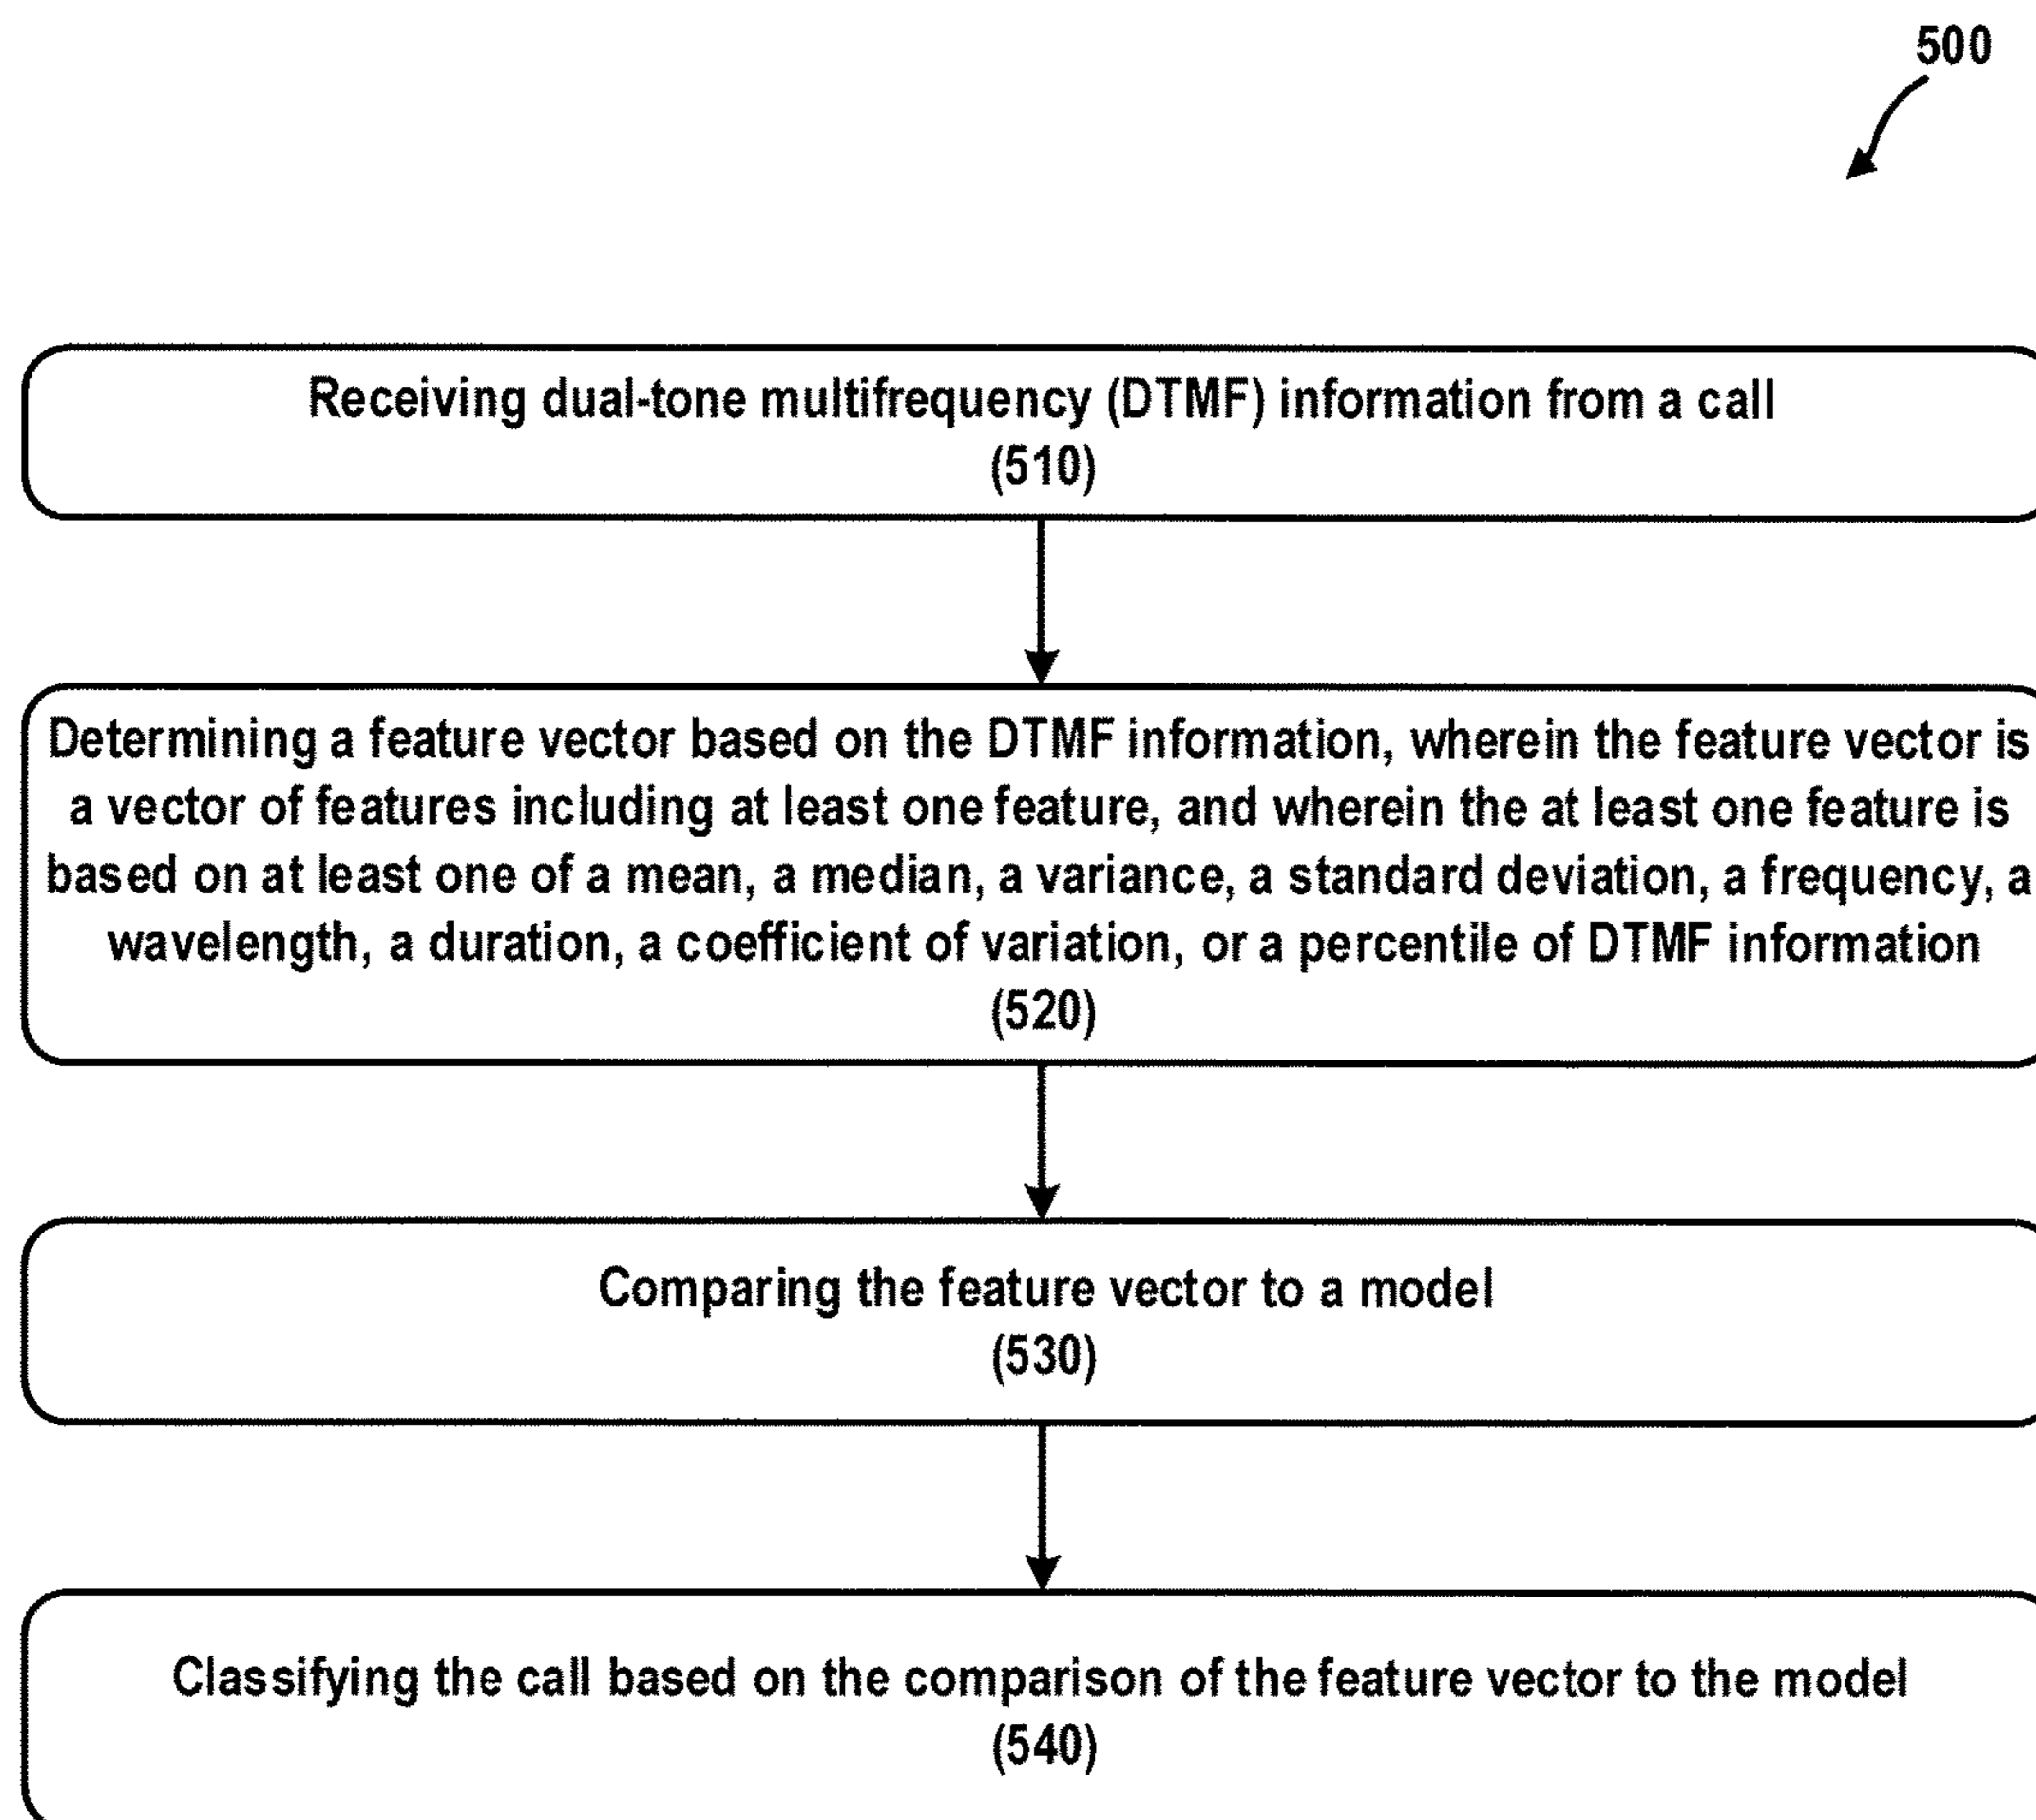 500
Receiving dual-tone multifrequency (DTMF) information from a call
(510)
Determining a feature vector based on the DTMF information, wherein the feature vector is
a vector of features including at least one feature, and wherein the at least one feature is
based on at least one of a mean, a median, a variance, a standard deviation, a frequency, a
wavelength, a duration, a coefficient of variation, or a percentile of DTMF information
(520)
Comparing the feature vector to a model
(530)
Classifying the call based on the comparison of the feature vector to the model
(540)